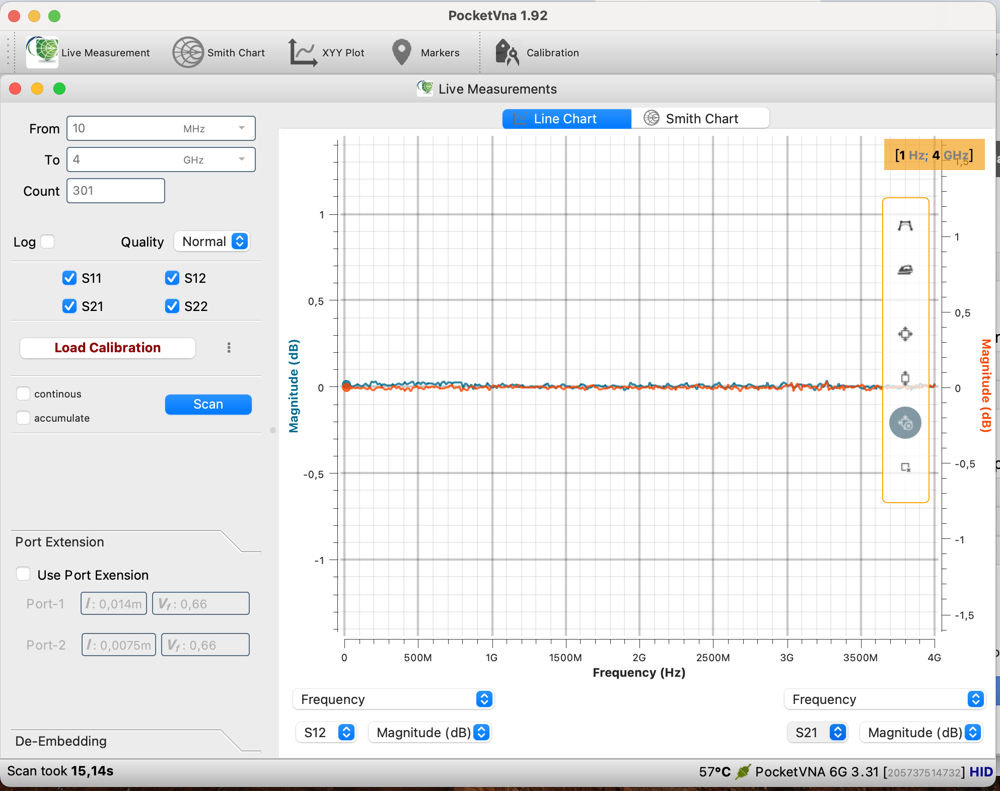 PocketVna 1.92
Live Measurement
Smith Chart
XYY Plot
Markers
Calibration
Live Measurements
From 10 MHz
To 4 GHz
Count 301
Log
Quality Normal
S11
S12
S21
S22
Load Calibration
continous
accumulate
Scan
Port Extension
Use Port Exension
Port-1 l : 0,014m Vf : 0,66
Port-2 l : 0,0075m Vf : 0,66
De-Embedding
Line Chart
Smith Chart
[1 Hz; 4 GHz]
1
0,5
0
-0,5
-1
Magnitude (dB)
1,5
1
0,5
0
-0,5
-1
-1,5
Magnitude (dB)
0 500M 1G 1500M 2G 2500M 3G 3500M 4G
Frequency (Hz)
Frequency
S12 Magnitude (dB)
Frequency
S21 Magnitude (dB)
Scan took 15,14s
57°C PocketVNA 6G 3.31 [205737514732] HID